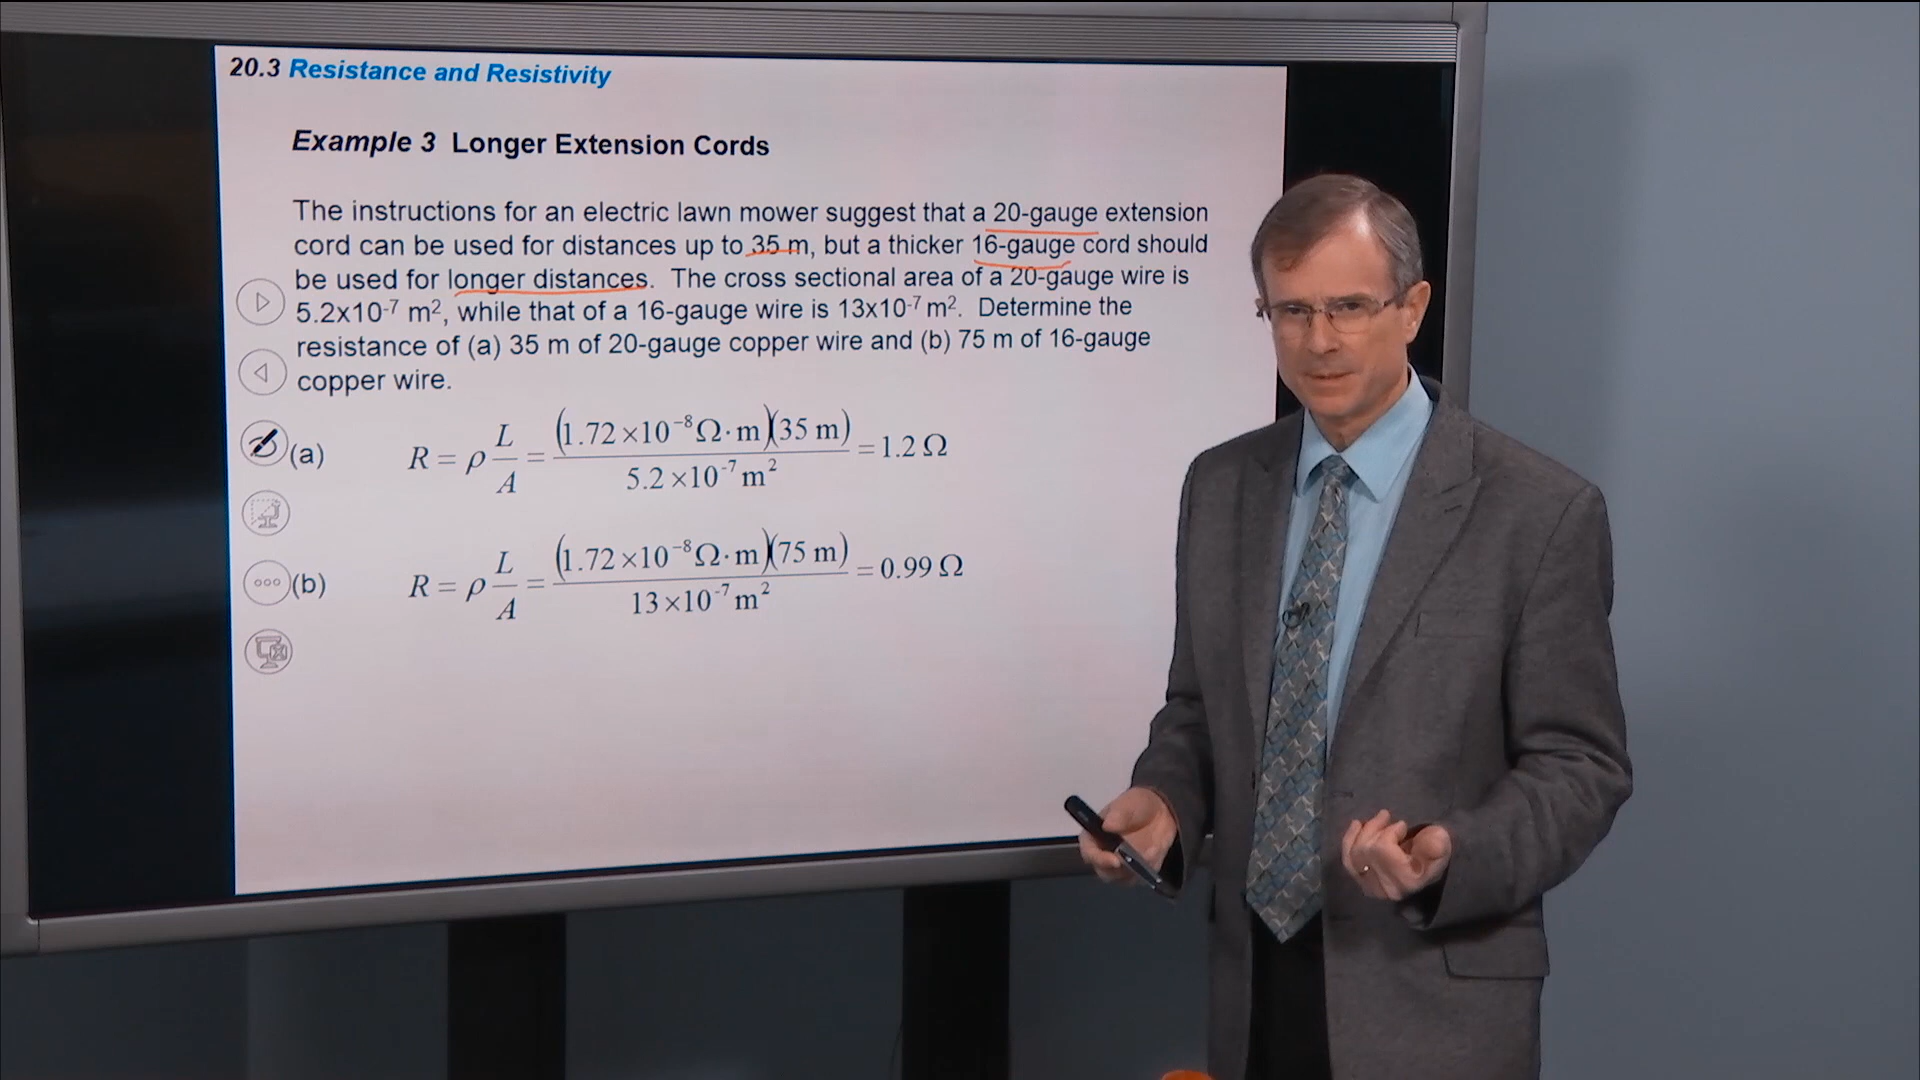 20.3 Resistance and Resistivity
Example 3 Longer Extension Cords
The instructions for an electric lawn mower suggest that a 20-gauge extension
cord can be used for distances up to 35 m, but a thicker 16-gauge cord should
be used for longer distances. The cross sectional area of a 20-gauge wire is
5.2x10⁻⁷ m², while that of a 16-gauge wire is 13x10⁻⁷ m². Determine the
resistance of (a) 35 m of 20-gauge copper wire and (b) 75 m of 16-gauge
copper wire.
(a) R = ρ L/A = (1.72×10⁻⁸ Ω·m)(35 m)/5.2×10⁻⁷ m² = 1.2 Ω
(b) R = ρ L/A = (1.72×10⁻⁸ Ω·m)(75 m)/13×10⁻⁷ m² = 0.99 Ω